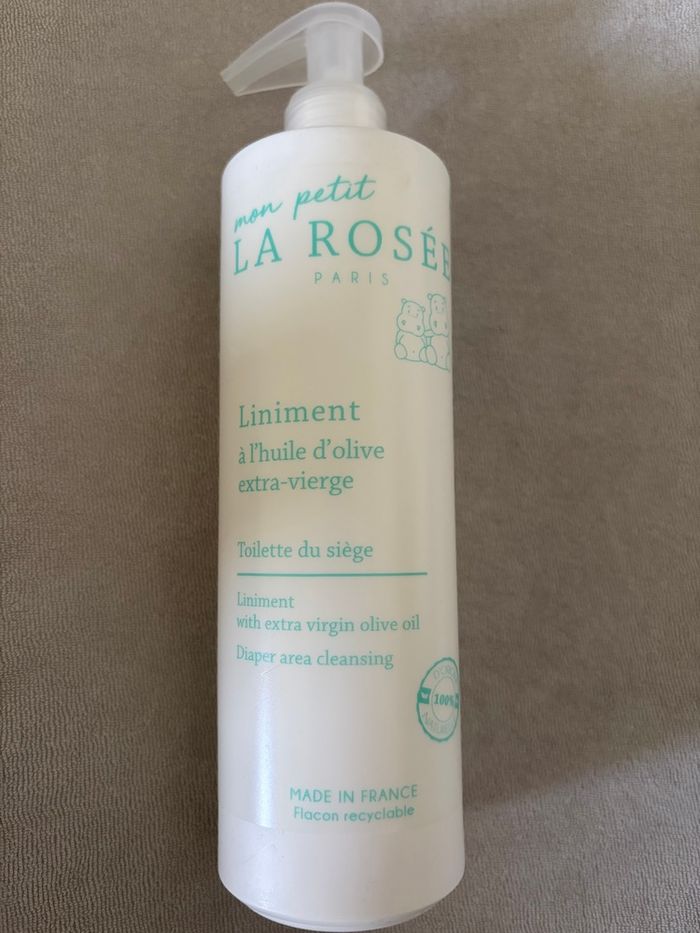 mon petit
LA ROSÉE
PARIS
Liniment
à l'huile d'olive
extra-vierge
Toilette du siège
Liniment
with extra virgin olive oil
Diaper area cleansing
100%
MADE IN FRANCE
Flacon recyclable